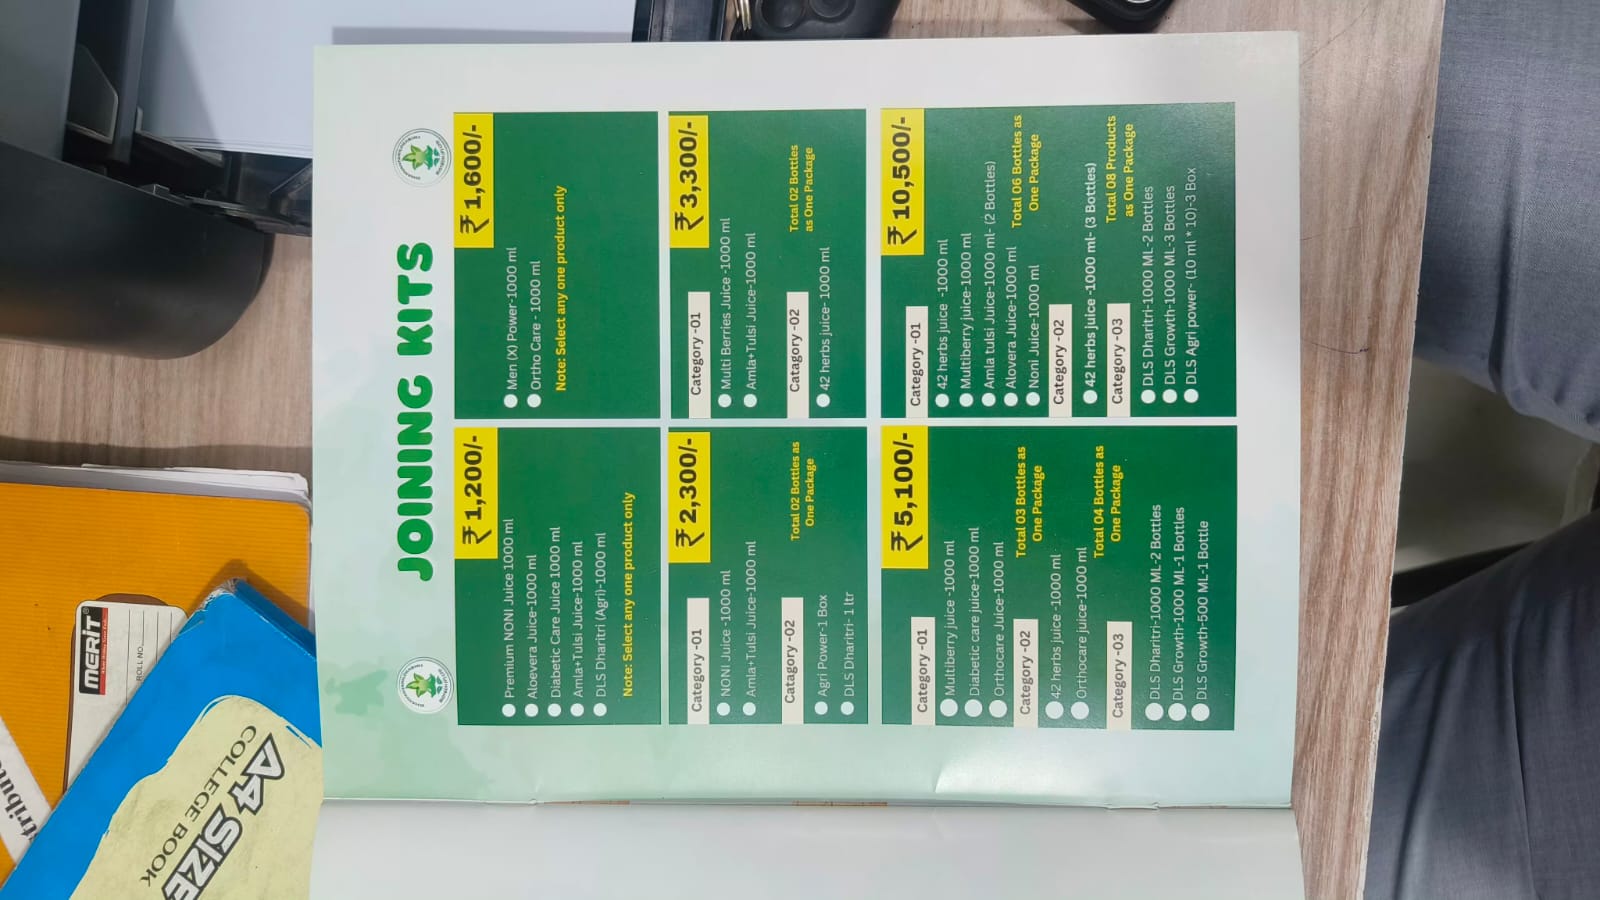 JOINING KITS
₹ 1,200/-
Premium NONI Juice 1000 ml
Aloevera Juice-1000 ml
Diabetic Care Juice 1000 ml
Amla+Tulsi Juice-1000 ml
DLS Dharitri (Agri)-1000 ml
Note: Select any one product only
₹ 1,600/-
Men (X) Power-1000 ml
Ortho Care - 1000 ml
Note: Select any one product only
₹ 2,300/-
Category -01
NONI Juice -1000 ml
Amla+Tulsi Juice-1000 ml
Catagory -02
Total 02 Bottles as
One Package
Agri Power-1 Box
DLS Dharitri- 1 ltr
₹ 3,300/-
Category -01
Multi Berries Juice -1000 ml
Amla+Tulsi Juice-1000 ml
Catagory -02
Total 02 Bottles
as One Package
42 herbs juice- 1000 ml
₹ 5,100/-
Category -01
Multiberry juice -1000 ml
Diabetic care juice-1000 ml
Orthocare Juice-1000 ml
Total 03 Bottles as
One Package
Category -02
42 herbs juice -1000 ml
Orthocare juice-1000 ml
Total 04 Bottles as
One Package
Category -03
DLS Dharitri-1000 ML-2 Bottles
DLS Growth-1000 ML-1 Bottles
DLS Growth-500 ML-1 Bottle
₹ 10,500/-
Category -01
42 herbs juice -1000 ml
Multiberry juice-1000 ml
Amla tulsi Juice-1000 ml- (2 Bottles)
Alovera Juice-1000 ml
Noni Juice-1000 ml
Total 06 Bottles as
One Package
Category -02
42 herbs juice -1000 ml- (3 Bottles)
Total 08 Products
as One Package
Category -03
DLS Dharitri-1000 ML-2 Bottles
DLS Growth-1000 ML-3 Bottles
DLS Agri power- (10 ml * 10)-3 Box
MERIT
ROLL NO.
A4 SIZE
COLLEGE BOOK